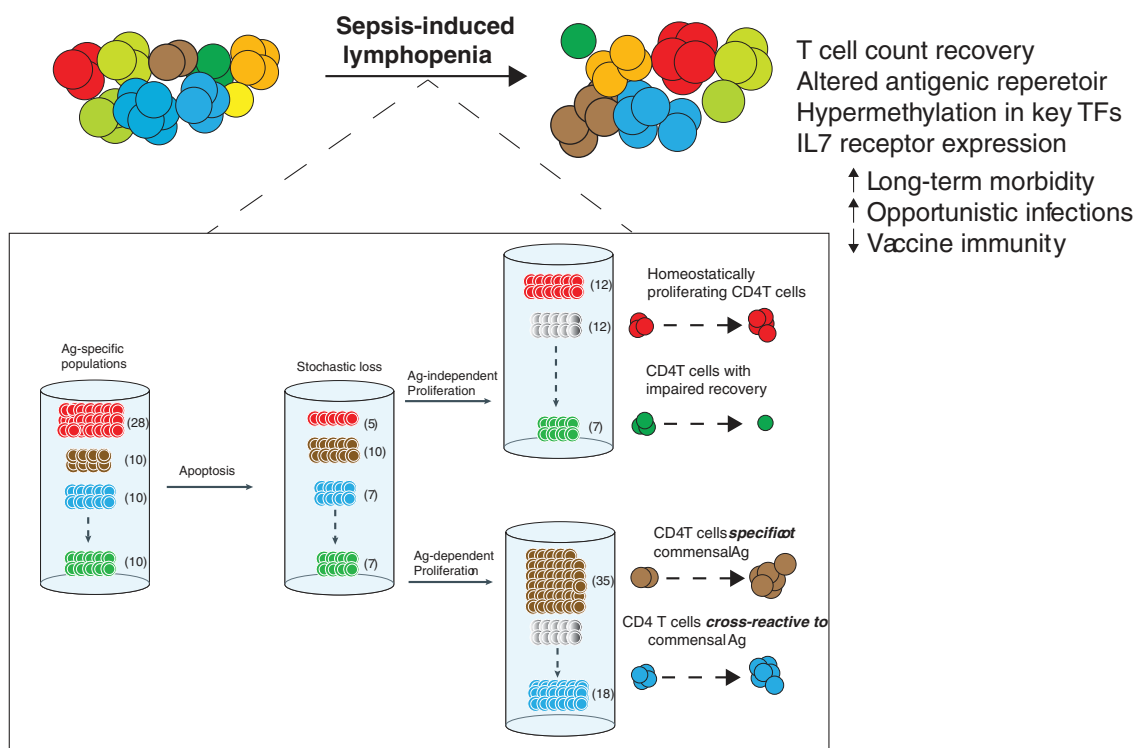 Sepsis-induced
lymphopenia
T cell count recovery
Altered antigenic reperetoir
Hypermethylation in key TFs
IL7 receptor expression
Long-term morbidity
Opportunistic infections
Vaccine immunity
Ag-specific
populations
(28)
(10)
(10)
(10)
Apoptosis
Stochastic loss
(5)
(10)
(7)
(7)
Ag-independent
Proliferation
(12)
(12)
(7)
Homeostatically
proliferating CD4T cells
CD4T cells with
impaired recovery
Ag-dependent
Proliferation
(35)
(18)
CD4T cells specificot
commensalAg
CD4 T cells cross-reactive to
commensalAg